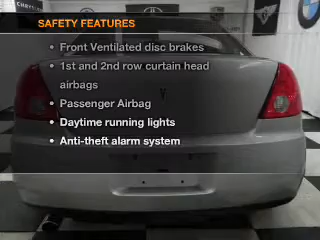 SAFETY FEATURES
• Front Ventilated disc brakes
• 1st and 2nd row curtain head
airbags
• Passenger Airbag
• Daytime running lights
• Anti-theft alarm system